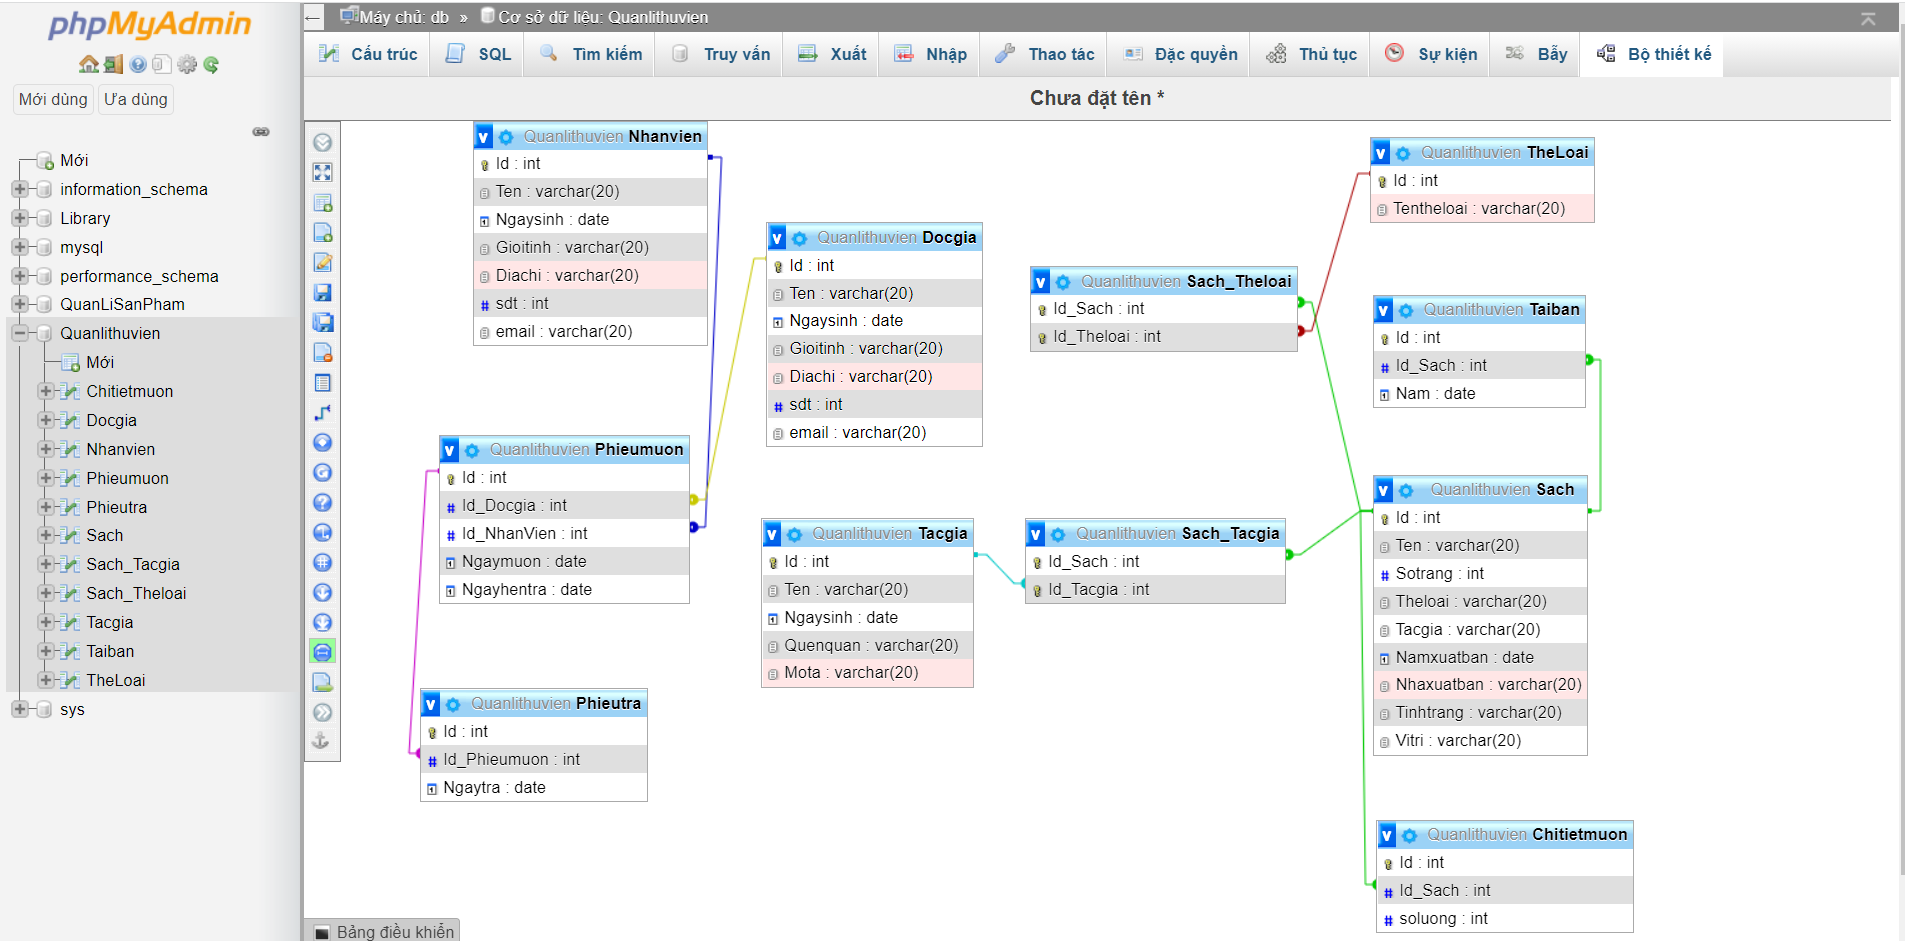 phpMyAdmin
Mới dùng Ưa dùng
Mới
information_schema
Library
mysql
performance_schema
QuanLiSanPham
Quanlithuvien
Mới
Chitietmuon
Docgia
Nhanvien
Phieumuon
Phieutra
Sach
Sach_Tacgia
Sach_Theloai
Tacgia
Taiban
TheLoai
sys
Máy chủ: db » Cơ sở dữ liệu: Quanlithuvien
Cấu trúc SQL Tìm kiếm Truy vấn Xuất Nhập Thao tác Đặc quyền Thủ tục Sự kiện Bẫy Bộ thiết kế
Chưa đặt tên *
v Quanlithuvien Nhanvien
Id : int
Ten : varchar(20)
Ngaysinh : date
Gioitinh : varchar(20)
Diachi : varchar(20)
# sdt : int
email : varchar(20)
v Quanlithuvien Docgia
Id : int
Ten : varchar(20)
Ngaysinh : date
Gioitinh : varchar(20)
Diachi : varchar(20)
# sdt : int
email : varchar(20)
v Quanlithuvien TheLoai
Id : int
Tentheloai : varchar(20)
v Quanlithuvien Sach_Theloai
Id_Sach : int
Id_Theloai : int
v Quanlithuvien Taiban
Id : int
# Id_Sach : int
Nam : date
v Quanlithuvien Phieumuon
Id : int
# Id_Docgia : int
# Id_NhanVien : int
Ngaymuon : date
Ngayhentra : date
v Quanlithuvien Tacgia
Id : int
Ten : varchar(20)
Ngaysinh : date
Quenquan : varchar(20)
Mota : varchar(20)
v Quanlithuvien Sach_Tacgia
Id_Sach : int
Id_Tacgia : int
v Quanlithuvien Sach
Id : int
Ten : varchar(20)
# Sotrang : int
Theloai : varchar(20)
Tacgia : varchar(20)
Namxuatban : date
Nhaxuatban : varchar(20)
Tinhtrang : varchar(20)
Vitri : varchar(20)
v Quanlithuvien Phieutra
Id : int
# Id_Phieumuon : int
Ngaytra : date
v Quanlithuvien Chitietmuon
Id : int
# Id_Sach : int
# soluong : int
Bảng điều khiển